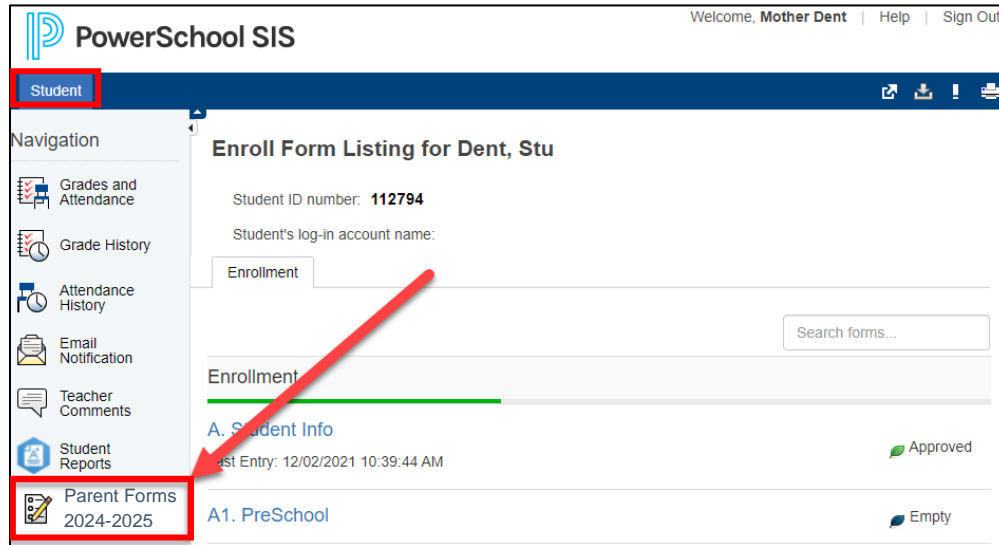 PowerSchool SIS
Welcome, Mother Dent | Help | Sign Out
Student
Navigation
Grades and
Attendance
Grade History
Attendance
History
Email
Notification
Teacher
Comments
Student
Reports
Parent Forms
2024-2025
Enroll Form Listing for Dent, Stu
Student ID number: 112794
Student's log-in account name:
Enrollment
Search forms...
Enrollment
A. Student Info
Last Entry: 12/02/2021 10:39:44 AM
Approved
A1. PreSchool
Empty